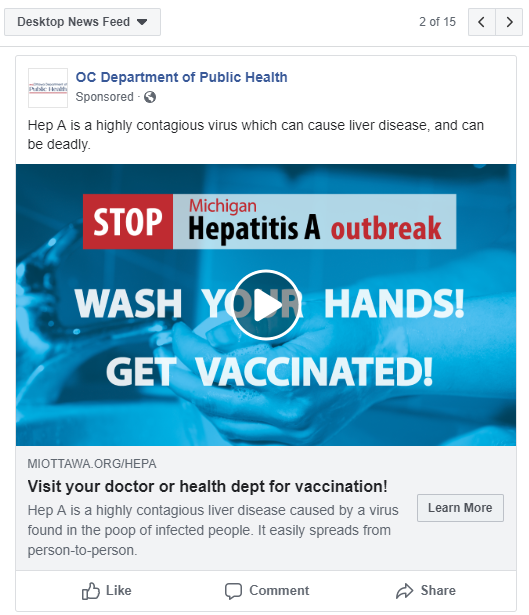 Desktop News Feed
2 of 15
OC Department of Public Health
Sponsored ·
Public Health
Hep A is a highly contagious virus which can cause liver disease, and can
be deadly.
STOP
Michigan
Hepatitis A outbreak
WASH YOUR HANDS!
GET VACCINATED!
MIOTTAWA.ORG/HEPA
Visit your doctor or health dept for vaccination!
Hep A is a highly contagious liver disease caused by a virus
found in the poop of infected people. It easily spreads from
person-to-person.
Learn More
Like
Comment
Share